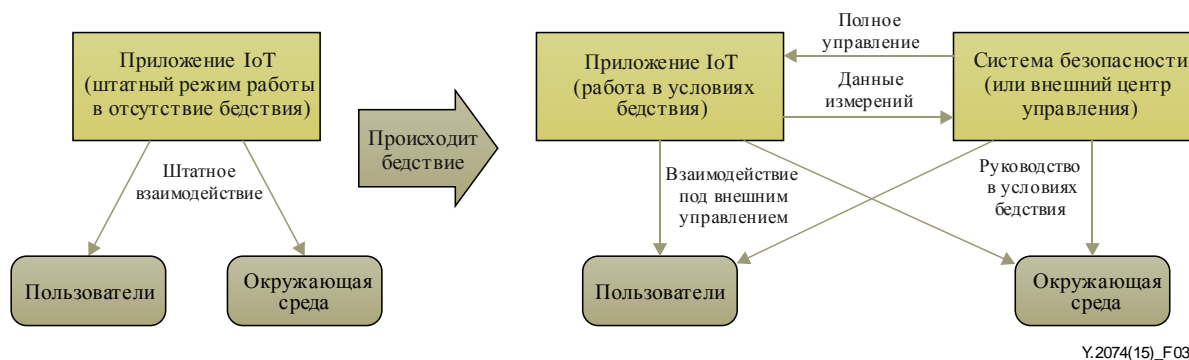 Приложение IoT
(штатный режим работы
в отсутствие бедствия)
Штатное
взаимодействие
Пользователи
Окружающая
среда
Происходит
бедствие
Приложение IoT
(работа в условиях
бедствия)
Полное
управление
Данные
измерений
Система безопасности
(или внешний центр
управления)
Взаимодействие
под внешним
управлением
Руководство
в условиях
бедствия
Пользователи
Окружающая
среда
Y.2074(15)_F03